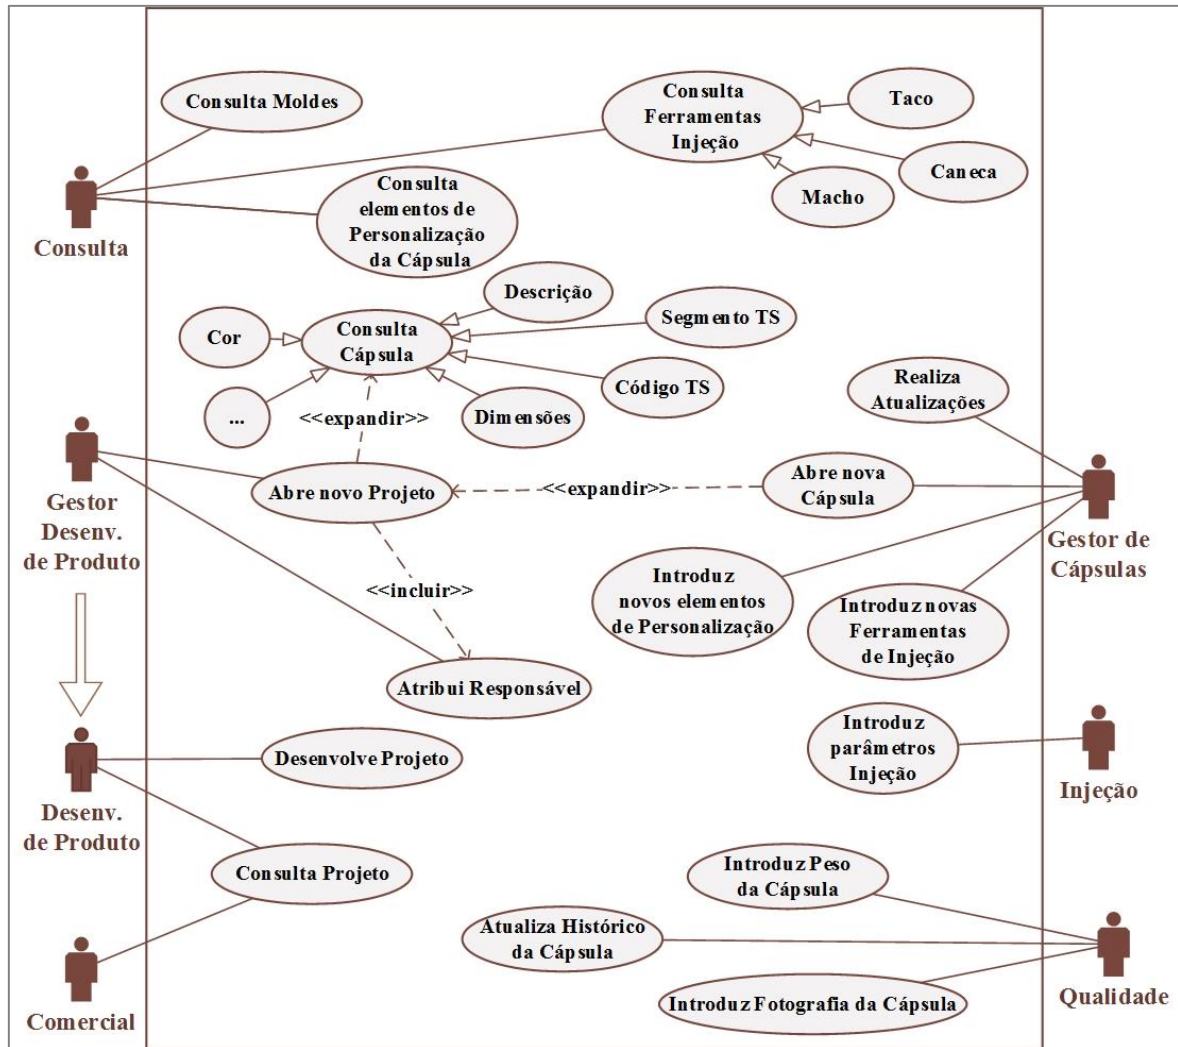 Consulta Moldes
Consulta
Ferramentas
Injeção
Taco
Caneca
Macho
Consulta
elementos de
Personalização
da Cápsula
Consulta
Descrição
Segmento TS
Cor
Consulta
Cápsula
Código TS
...
Dimensões
<<expandir>>
Realiza
Atualizações
Gestor
Desenv.
de Produto
Abre novo Projeto
<<expandir>>
Abre nova
Cápsula
Gestor de
Cápsulas
<<incluir>>
Introduz
novos elementos
de Personalização
Introduz novas
Ferramentas
de Injeção
Atribui Responsável
Desenvolve Projeto
Introduz
parâmetros
Injeção
Injeção
Desenv.
de Produto
Consulta Projeto
Introduz Peso
da Cápsula
Atualiza Histórico
da Cápsula
Introduz Fotografia da Cápsula
Qualidade
Comercial